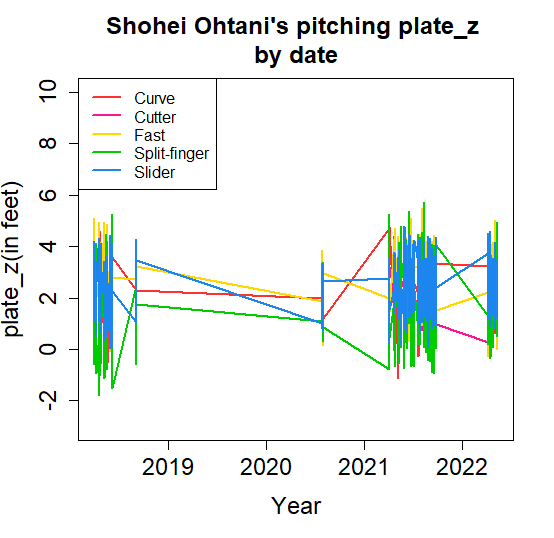 Shohei Ohtani's pitching plate_z
by date
plate_z(in feet)
10
8
6
4
2
0
-2
Curve
Cutter
Fast
Split-finger
Slider
2019
2020
2021
2022
Year